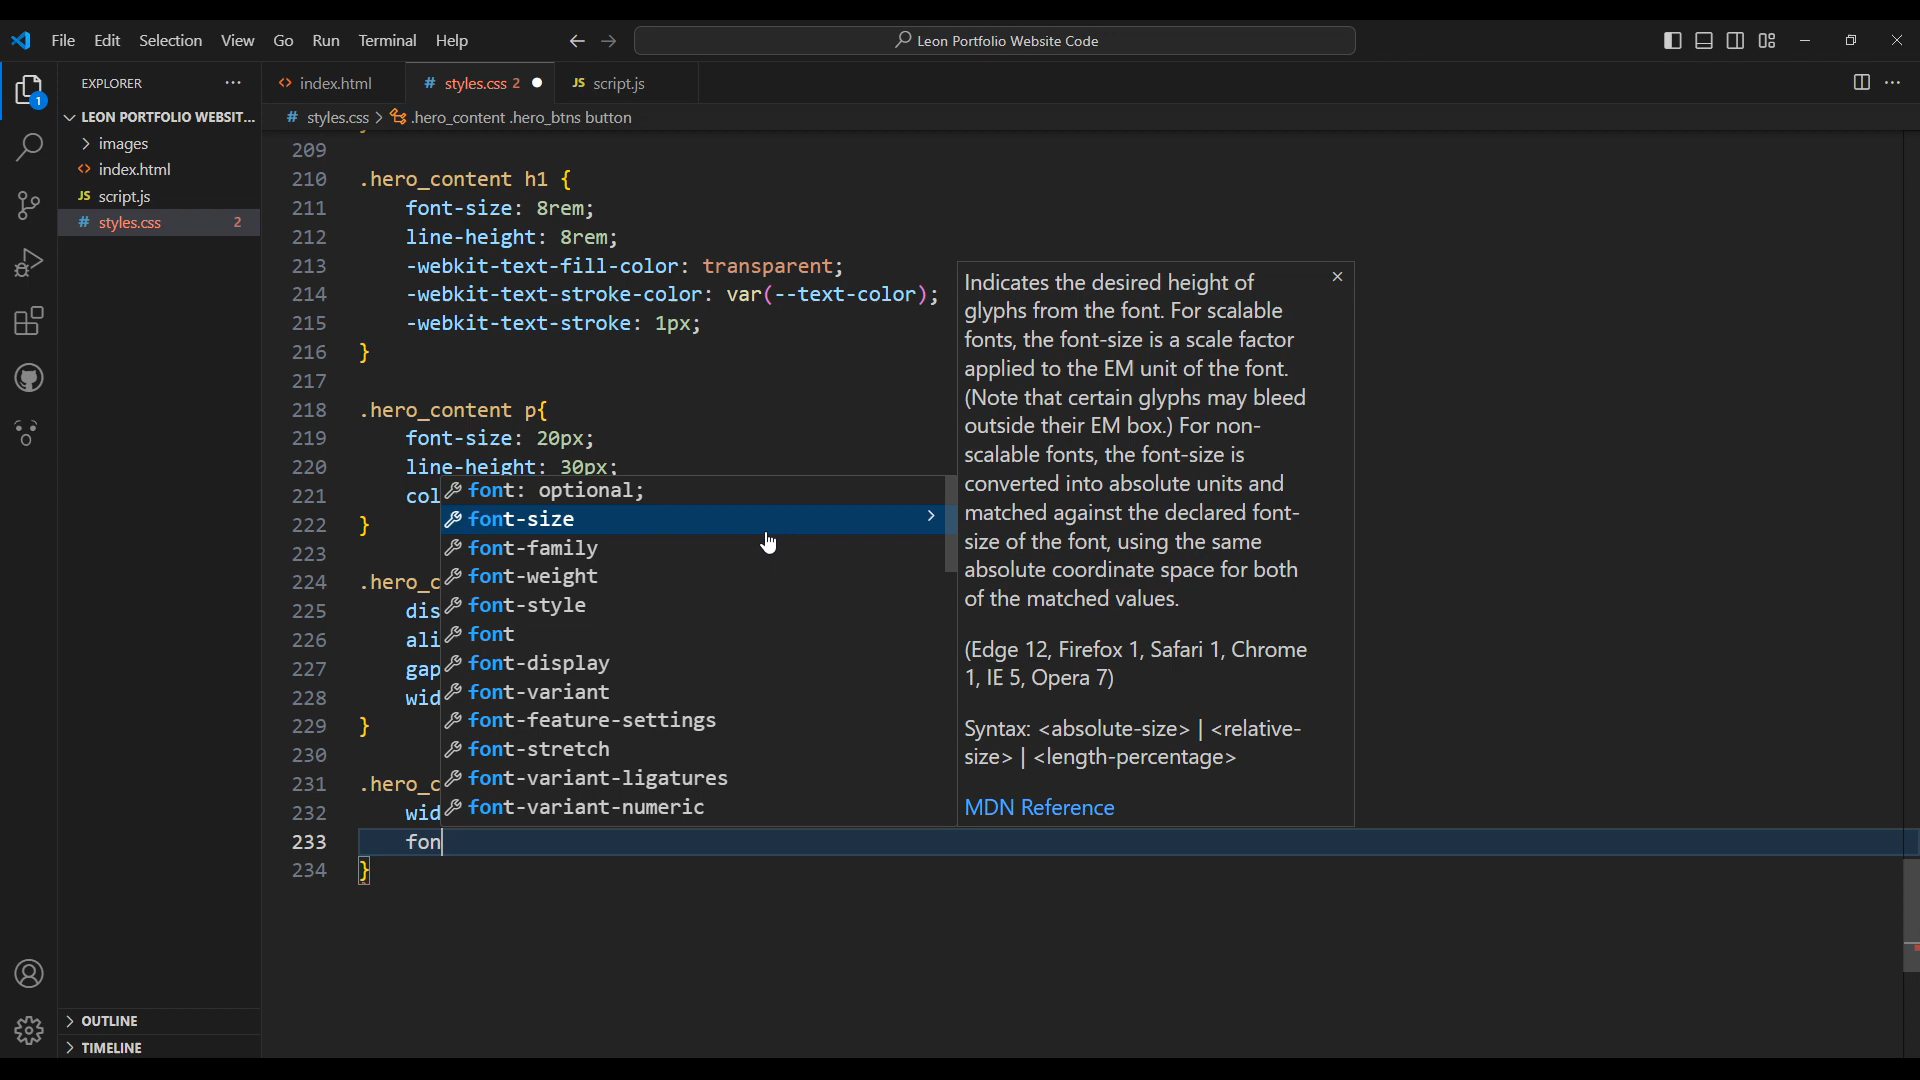 File Edit Selection View Go Run Terminal Help
Leon Portfolio Website Code
EXPLORER
index.html
styles.css 2
JS script.js
1
LEON PORTFOLIO WEBSIT...
# styles.css > .hero_content .hero_btns button
images
index.html
JS script.js
# styles.css 2
209
210 .hero_content h1 {
211 font-size: 8rem;
212 line-height: 8rem;
213 -webkit-text-fill-color: transparent;
214 -webkit-text-stroke-color: var(--text-color);
215 -webkit-text-stroke: 1px;
216 }
217
218 .hero_content p{
219 font-size: 20px;
220 line-height: 30px;
221 col
222 }
223
224 .hero_c
225 dis
226 ali
227 gap
228 wid
229 }
230
231 .hero_c
232 wid
233 fon
234 }
font: optional;
font-size
font-family
font-weight
font-style
font
font-display
font-variant
font-feature-settings
font-stretch
font-variant-ligatures
font-variant-numeric
Indicates the desired height of
glyphs from the font. For scalable
fonts, the font-size is a scale factor
applied to the EM unit of the font.
(Note that certain glyphs may bleed
outside their EM box.) For non-
scalable fonts, the font-size is
converted into absolute units and
matched against the declared font-
size of the font, using the same
absolute coordinate space for both
of the matched values.
(Edge 12, Firefox 1, Safari 1, Chrome
1, IE 5, Opera 7)
Syntax: <absolute-size> | <relative-
size> | <length-percentage>
MDN Reference
OUTLINE
TIMELINE